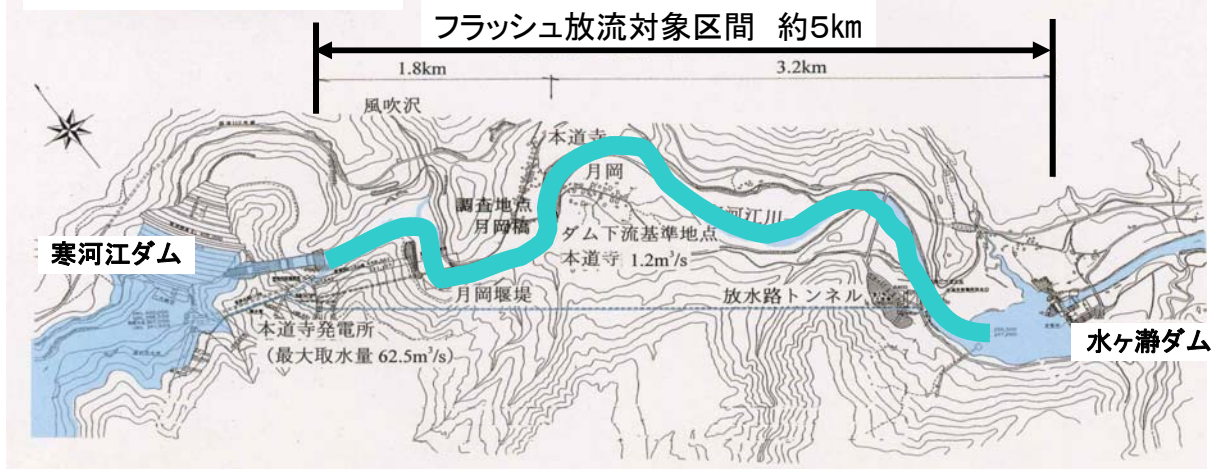 フラッシュ放流対象区間 約5km
1.8km
3.2km
風吹沢
本道寺
月岡
調査地点
月岡橋
河江川
ダム下流基準地点
本道寺 1.2m³/s
寒河江ダム
月岡堰堤
放水路トンネル
本道寺発電所
(最大取水量 62.5m³/s)
水ヶ瀞ダム